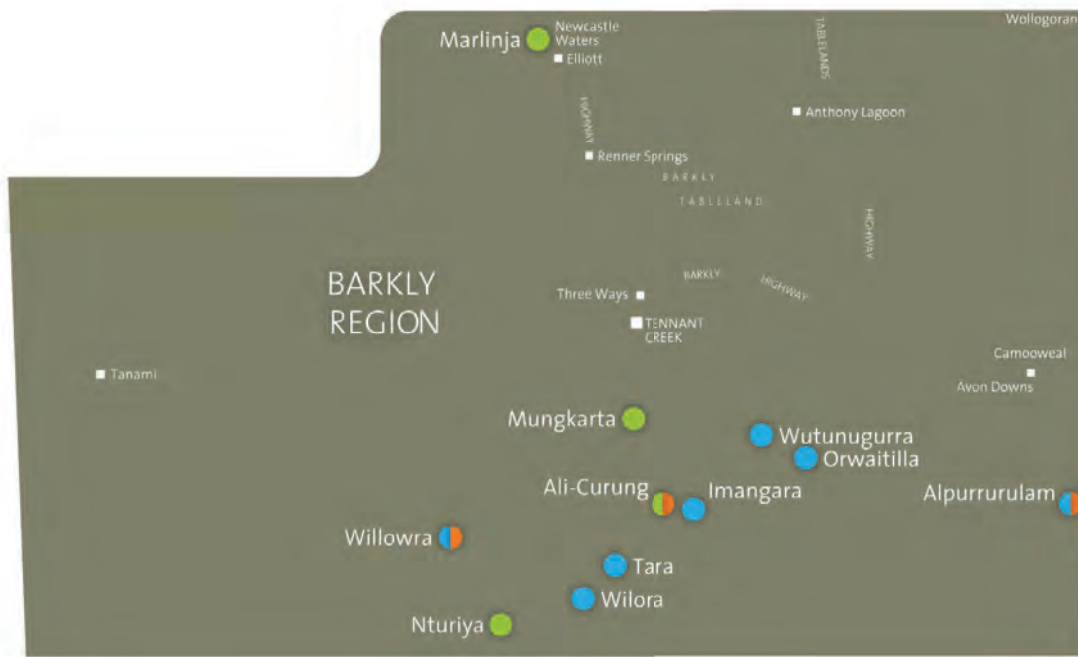 Wollogoran
TABLELANDS
Newcastle
Waters
Marlinja
Elliott
HIGHWAY
Anthony Lagoon
Renner Springs
BARKLY
TABLELAND
HIGHWAY
BARKLY
REGION
BARKLY
HIGHWAY
Three Ways
TENNANT
CREEK
Camooweal
Tanami
Avon Downs
Mungkarta
Wutunugurra
Orwaitilla
Ali-Curung
Imangara
Alpurrurulam
Willowra
Tara
Wilora
Nturiya